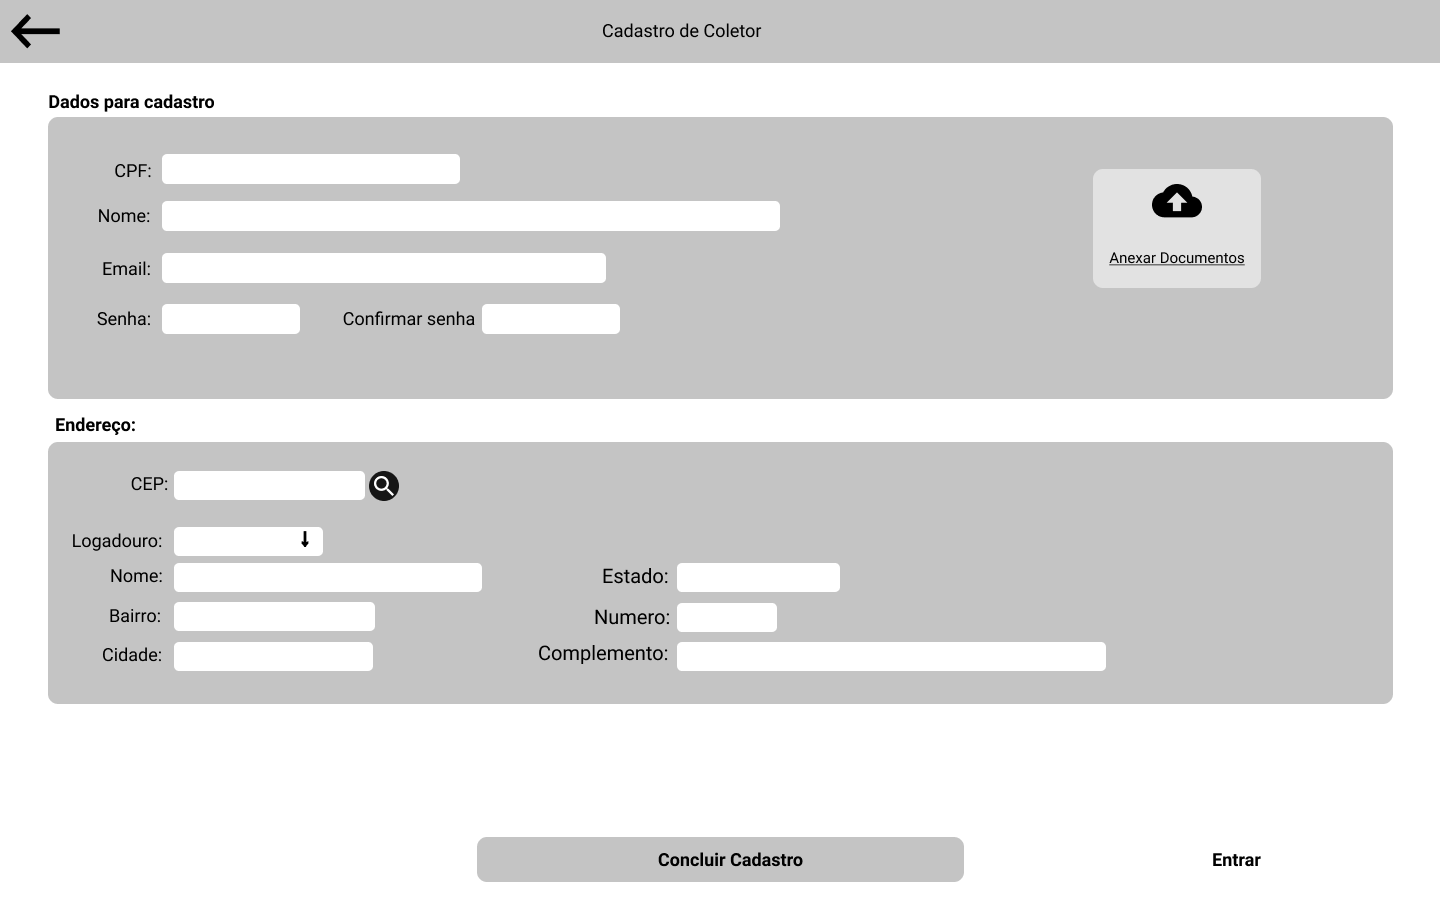 Cadastro de Coletor
Dados para cadastro
CPF:
Nome:
Email:
Senha: Confirmar senha
Anexar Documentos
Endereço:
CEP:
Logadouro:
Nome: Estado:
Bairro: Numero:
Cidade: Complemento:
Concluir Cadastro Entrar